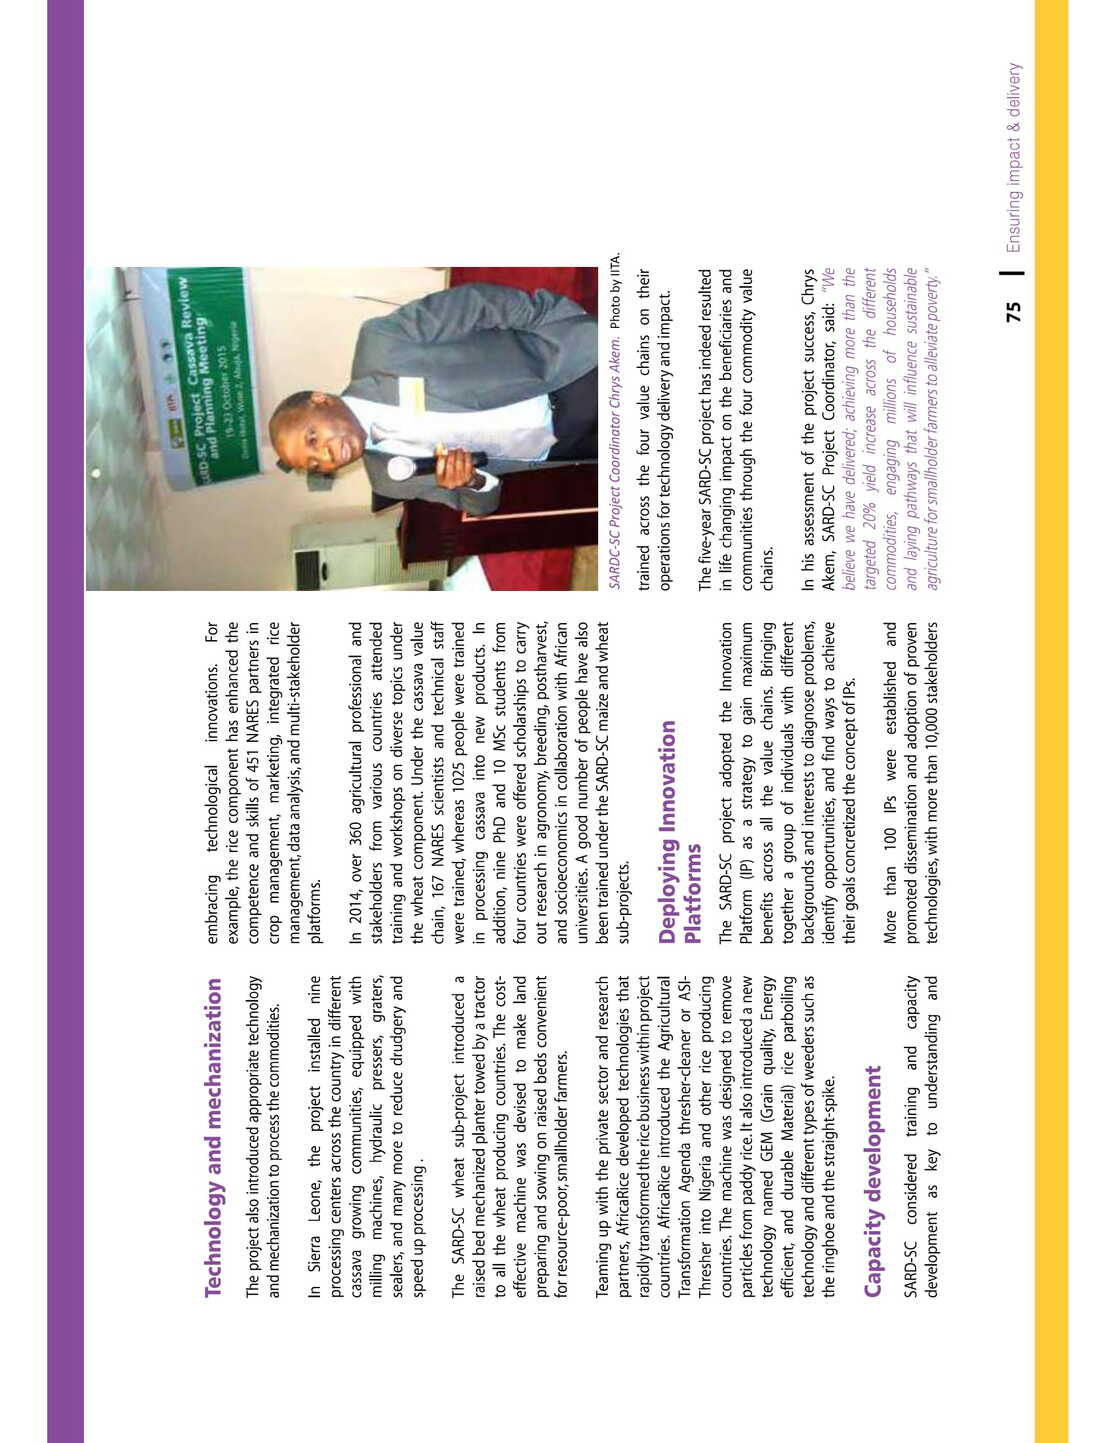 Technology and mechanization
The project also introduced appropriate technology
and mechanization to process the commodities.
In Sierra Leone, the project installed nine
processing centers across the country in different
cassava growing communities, equipped with
milling machines, hydraulic pressers, graters,
sealers, and many more to reduce drudgery and
speed up processing .
The SARD-SC wheat sub-project introduced a
raised bed mechanized planter towed by a tractor
to all the wheat producing countries. The cost-
effective machine was devised to make land
preparing and sowing on raised beds convenient
for resource-poor, smallholder farmers.
Teaming up with the private sector and research
partners, AfricaRice developed technologies that
rapidly transformed the rice business within project
countries. AfricaRice introduced the Agricultural
Transformation Agenda thresher-cleaner or ASI-
Thresher into Nigeria and other rice producing
countries. The machine was designed to remove
particles from paddy rice. It also introduced a new
technology named GEM (Grain quality, Energy
efficient, and durable Material) rice parboiling
technology and different types of weeders such as
the ringhoe and the straight-spike.
Capacity development
SARD-SC considered training and capacity
development as key to understanding and
embracing technological innovations. For
example, the rice component has enhanced the
competence and skills of 451 NARES partners in
crop management, marketing, integrated rice
management, data analysis, and multi-stakeholder
platforms.
In 2014, over 360 agricultural professional and
stakeholders from various countries attended
training and workshops on diverse topics under
the wheat component. Under the cassava value
chain, 167 NARES scientists and technical staff
were trained, whereas 1025 people were trained
in processing cassava into new products. In
addition, nine PhD and 10 MSc students from
four countries were offered scholarships to carry
out research in agronomy, breeding, postharvest,
and socioeconomics in collaboration with African
universities. A good number of people have also
been trained under the SARD-SC maize and wheat
sub-projects.
Deploying Innovation
Platforms
The SARD-SC project adopted the Innovation
Platform (IP) as a strategy to gain maximum
benefits across all the value chains. Bringing
together a group of individuals with different
backgrounds and interests to diagnose problems,
identify opportunities, and find ways to achieve
their goals concretized the concept of IPs.
More than 100 IPs were established and
promoted dissemination and adoption of proven
technologies, with more than 10,000 stakeholders
IITA
SARD-SC Project Cassava Review
and Planning Meeting
19-23 October 2015
Hotel, Wuse 2, Abuja, Nigeria
SARDC-SC Project Coordinator Chrys Akem. Photo by IITA.
trained across the four value chains on their
operations for technology delivery and impact.
The five-year SARD-SC project has indeed resulted
in life changing impact on the beneficiaries and
communities through the four commodity value
chains.
In his assessment of the project success, Chrys
Akem, SARD-SC Project Coordinator, said: “We
believe we have delivered; achieving more than the
targeted 20% yield increase across the different
commodities, engaging millions of households
and laying pathways that will influence sustainable
agriculture for smallholder farmers to alleviate poverty.”
75 | Ensuring impact & delivery